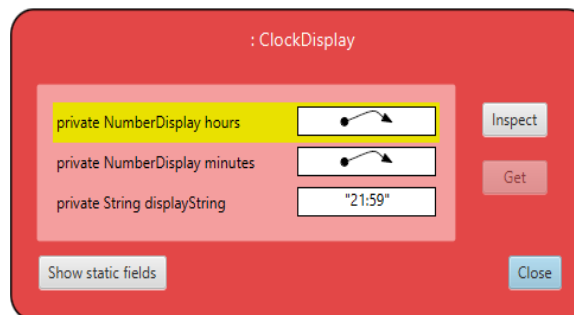 : ClockDisplay
private NumberDisplay hours
Inspect
private NumberDisplay minutes
Get
private String displayString "21:59"
Show static fields
Close